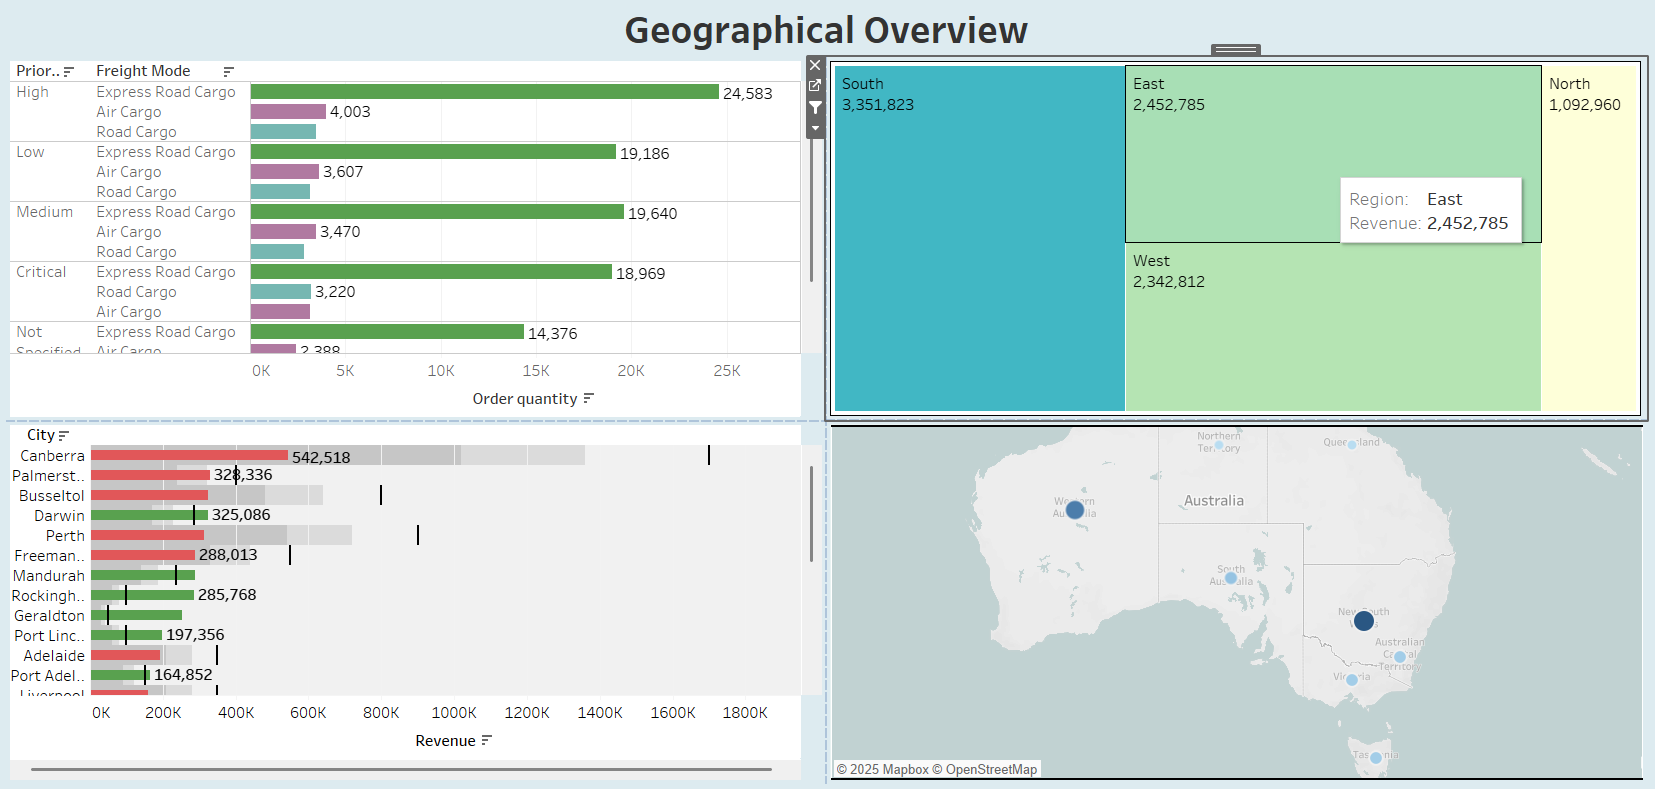 Geographical Overview
Prior.. Freight Mode
High Express Road Cargo 24,583
Air Cargo 4,003
Road Cargo
Low Express Road Cargo 19,186
Air Cargo 3,607
Road Cargo
Medium Express Road Cargo 19,640
Air Cargo 3,470
Road Cargo
Critical Express Road Cargo 18,969
Road Cargo 3,220
Air Cargo
Not Express Road Cargo 14,376
Specified Air Cargo 2,388
0K 5K 10K 15K 20K 25K
Order quantity
South
3,351,823
East
2,452,785
North
1,092,960
Region: East
Revenue: 2,452,785
West
2,342,812
City
Canberra 542,518
Palmerst.. 328,336
Busseltol
Darwin 325,086
Perth
Freeman.. 288,013
Mandurah
Rockingh.. 285,768
Geraldton
Port Linc.. 197,356
Adelaide
Port Adel.. 164,852
Liverpool
0K 200K 400K 600K 800K 1000K 1200K 1400K 1600K 1800K
Revenue
Northern
Territory
Queensland
Western
Australia
Australia
South
Australia
New South
Wales
Australian
Capital
Territory
Victoria
Tasmania
© 2025 Mapbox © OpenStreetMap